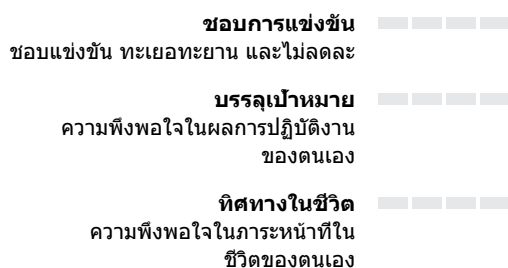 ชอบการแข่งขัน
ชอบแข่งขัน ทะเยอทะยาน และไม่ลดละ
บรรลุเป้าหมาย
ความพึงพอใจในผลการปฏิบัติงาน
ของตนเอง
ทิศทางในชีวิต
ความพึงพอใจในภาระหน้าที่ใน
ชีวิตของตนเอง